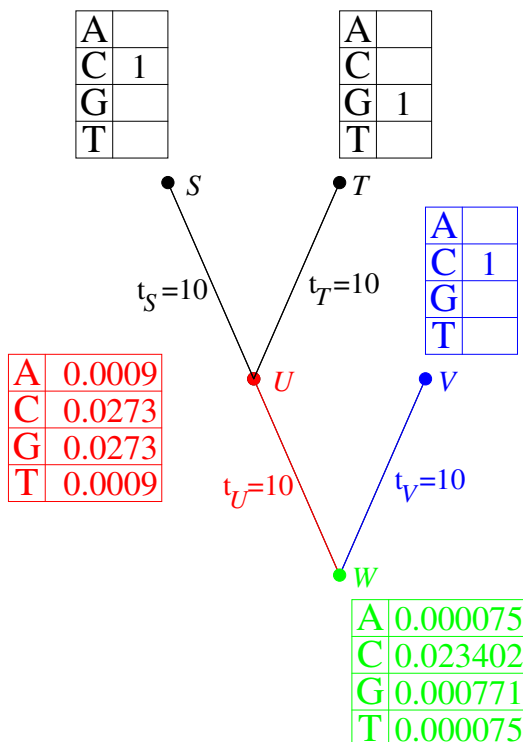 A
C 1
G
T
A
C
G 1
T
S
T
A
C 1
G
T
t_S=10
t_T=10
A 0.0009
C 0.0273
G 0.0273
T 0.0009
U
V
t_U=10
t_V=10
W
A 0.000075
C 0.023402
G 0.000771
T 0.000075